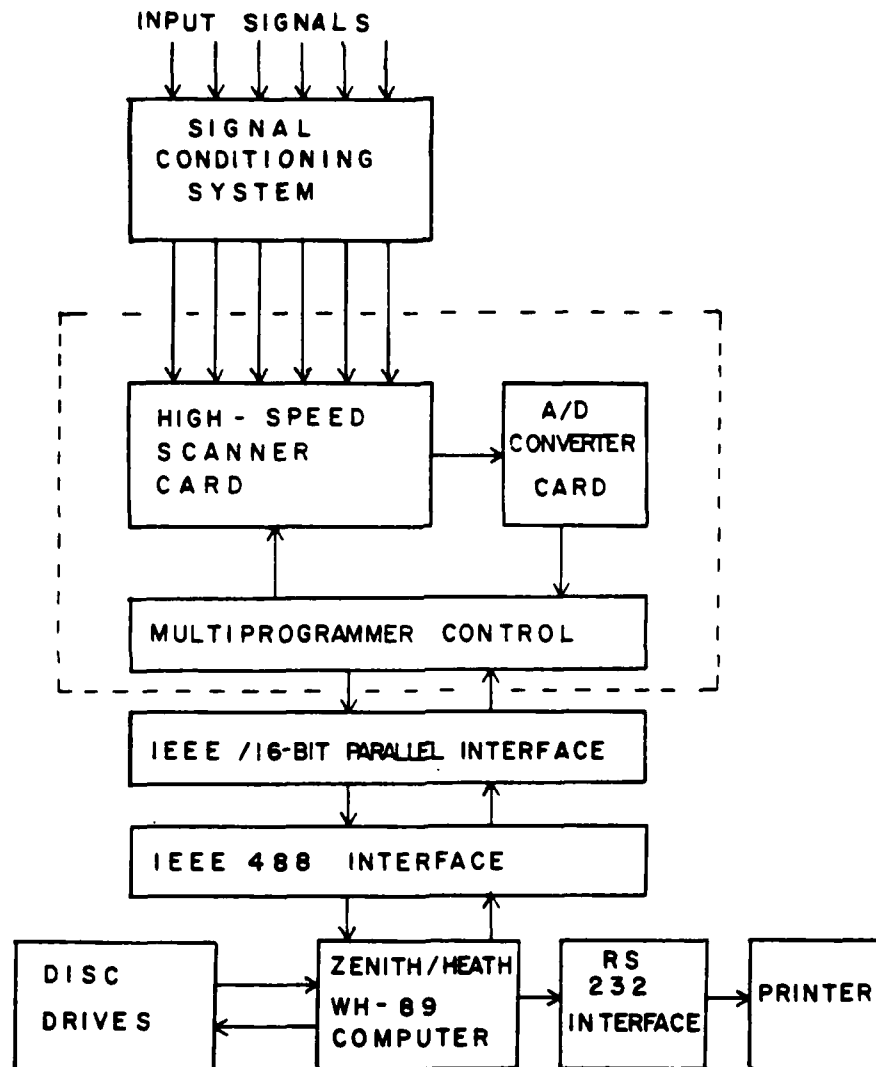 INPUT SIGNALS
SIGNAL
CONDITIONING
SYSTEM
HIGH - SPEED
SCANNER
CARD
A/D
CONVERTER
CARD
MULTIPROGRAMMER CONTROL
IEEE /16-BIT PARALLEL INTERFACE
IEEE 488 INTERFACE
DISC
DRIVES
ZENITH/HEATH
WH-89
COMPUTER
RS
232
INTERFACE
PRINTER